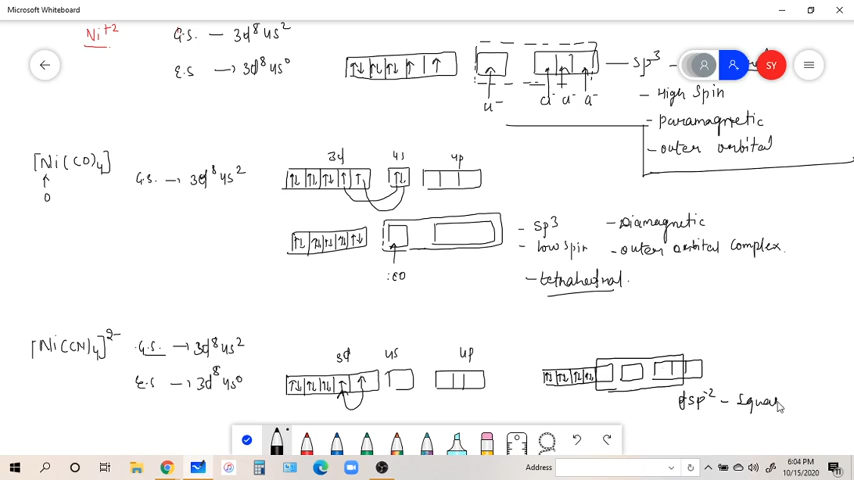 Microsoft Whiteboard
Ni+2
G.S. — 3d8 4s2
E.S → 3d8 4s0
sp3
SY
- High Spin
- paramagnetic
- outer orbital
[Ni(CO)4]
0
G.S. → 3d8 4s2
3d 4s 4p
:CO
- Sp3 - Diamagnetic
- low spin - outer orbital complex.
- tetrahedral.
[Ni(CN)4]2-
G.S. → 3d8 4s2
E.S → 3d8 4s0
3d 4s 4p
dsp2 - Squar
Address
6:04 PM
10/15/2020